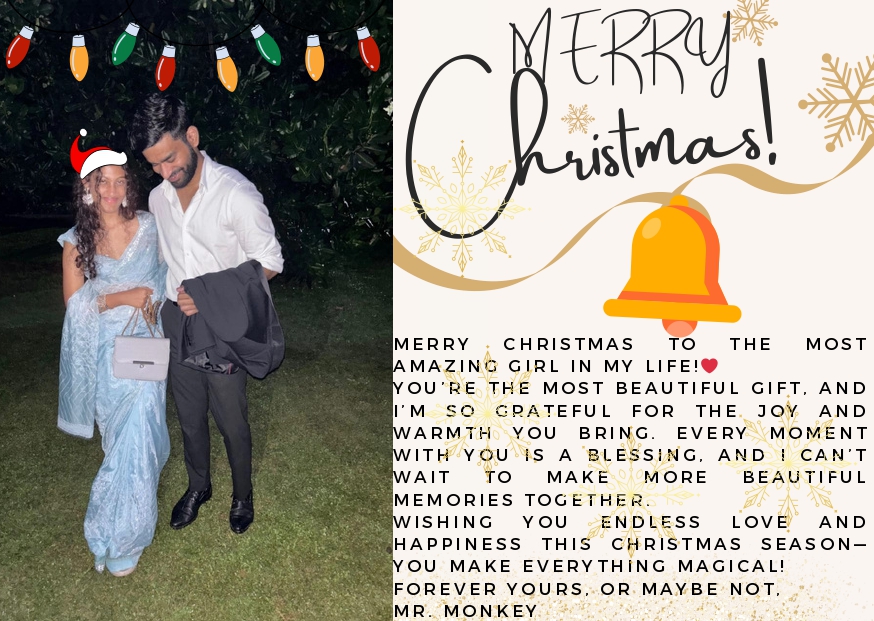 MERRY
Christmas!
MERRY CHRISTMAS TO THE MOST
AMAZING GIRL IN MY LIFE!❤
YOU'RE THE MOST BEAUTIFUL GIFT, AND
I'M SO GRATEFUL FOR THE JOY AND
WARMTH YOU BRING. EVERY MOMENT
WITH YOU IS A BLESSING, AND I CAN'T
WAIT TO MAKE MORE BEAUTIFUL
MEMORIES TOGETHER.
WISHING YOU ENDLESS LOVE AND
HAPPINESS THIS CHRISTMAS SEASON—
YOU MAKE EVERYTHING MAGICAL!
FOREVER YOURS, OR MAYBE NOT,
MR. MONKEY